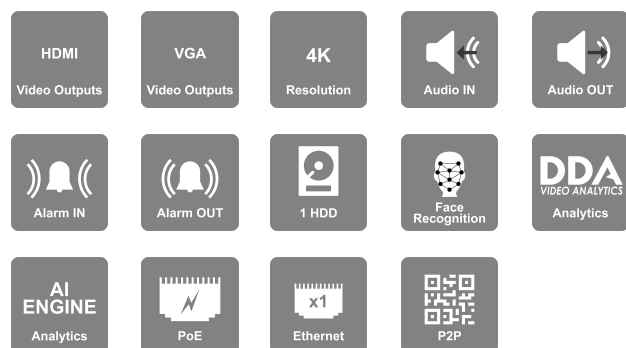 HDMI
Video Outputs
VGA
Video Outputs
4K
Resolution
Audio IN
Audio OUT
Alarm IN
Alarm OUT
1 HDD
Face
Recognition
DDA
VIDEO ANALYTICS
Analytics
AI
ENGINE
Analytics
PoE
x1
Ethernet
P2P